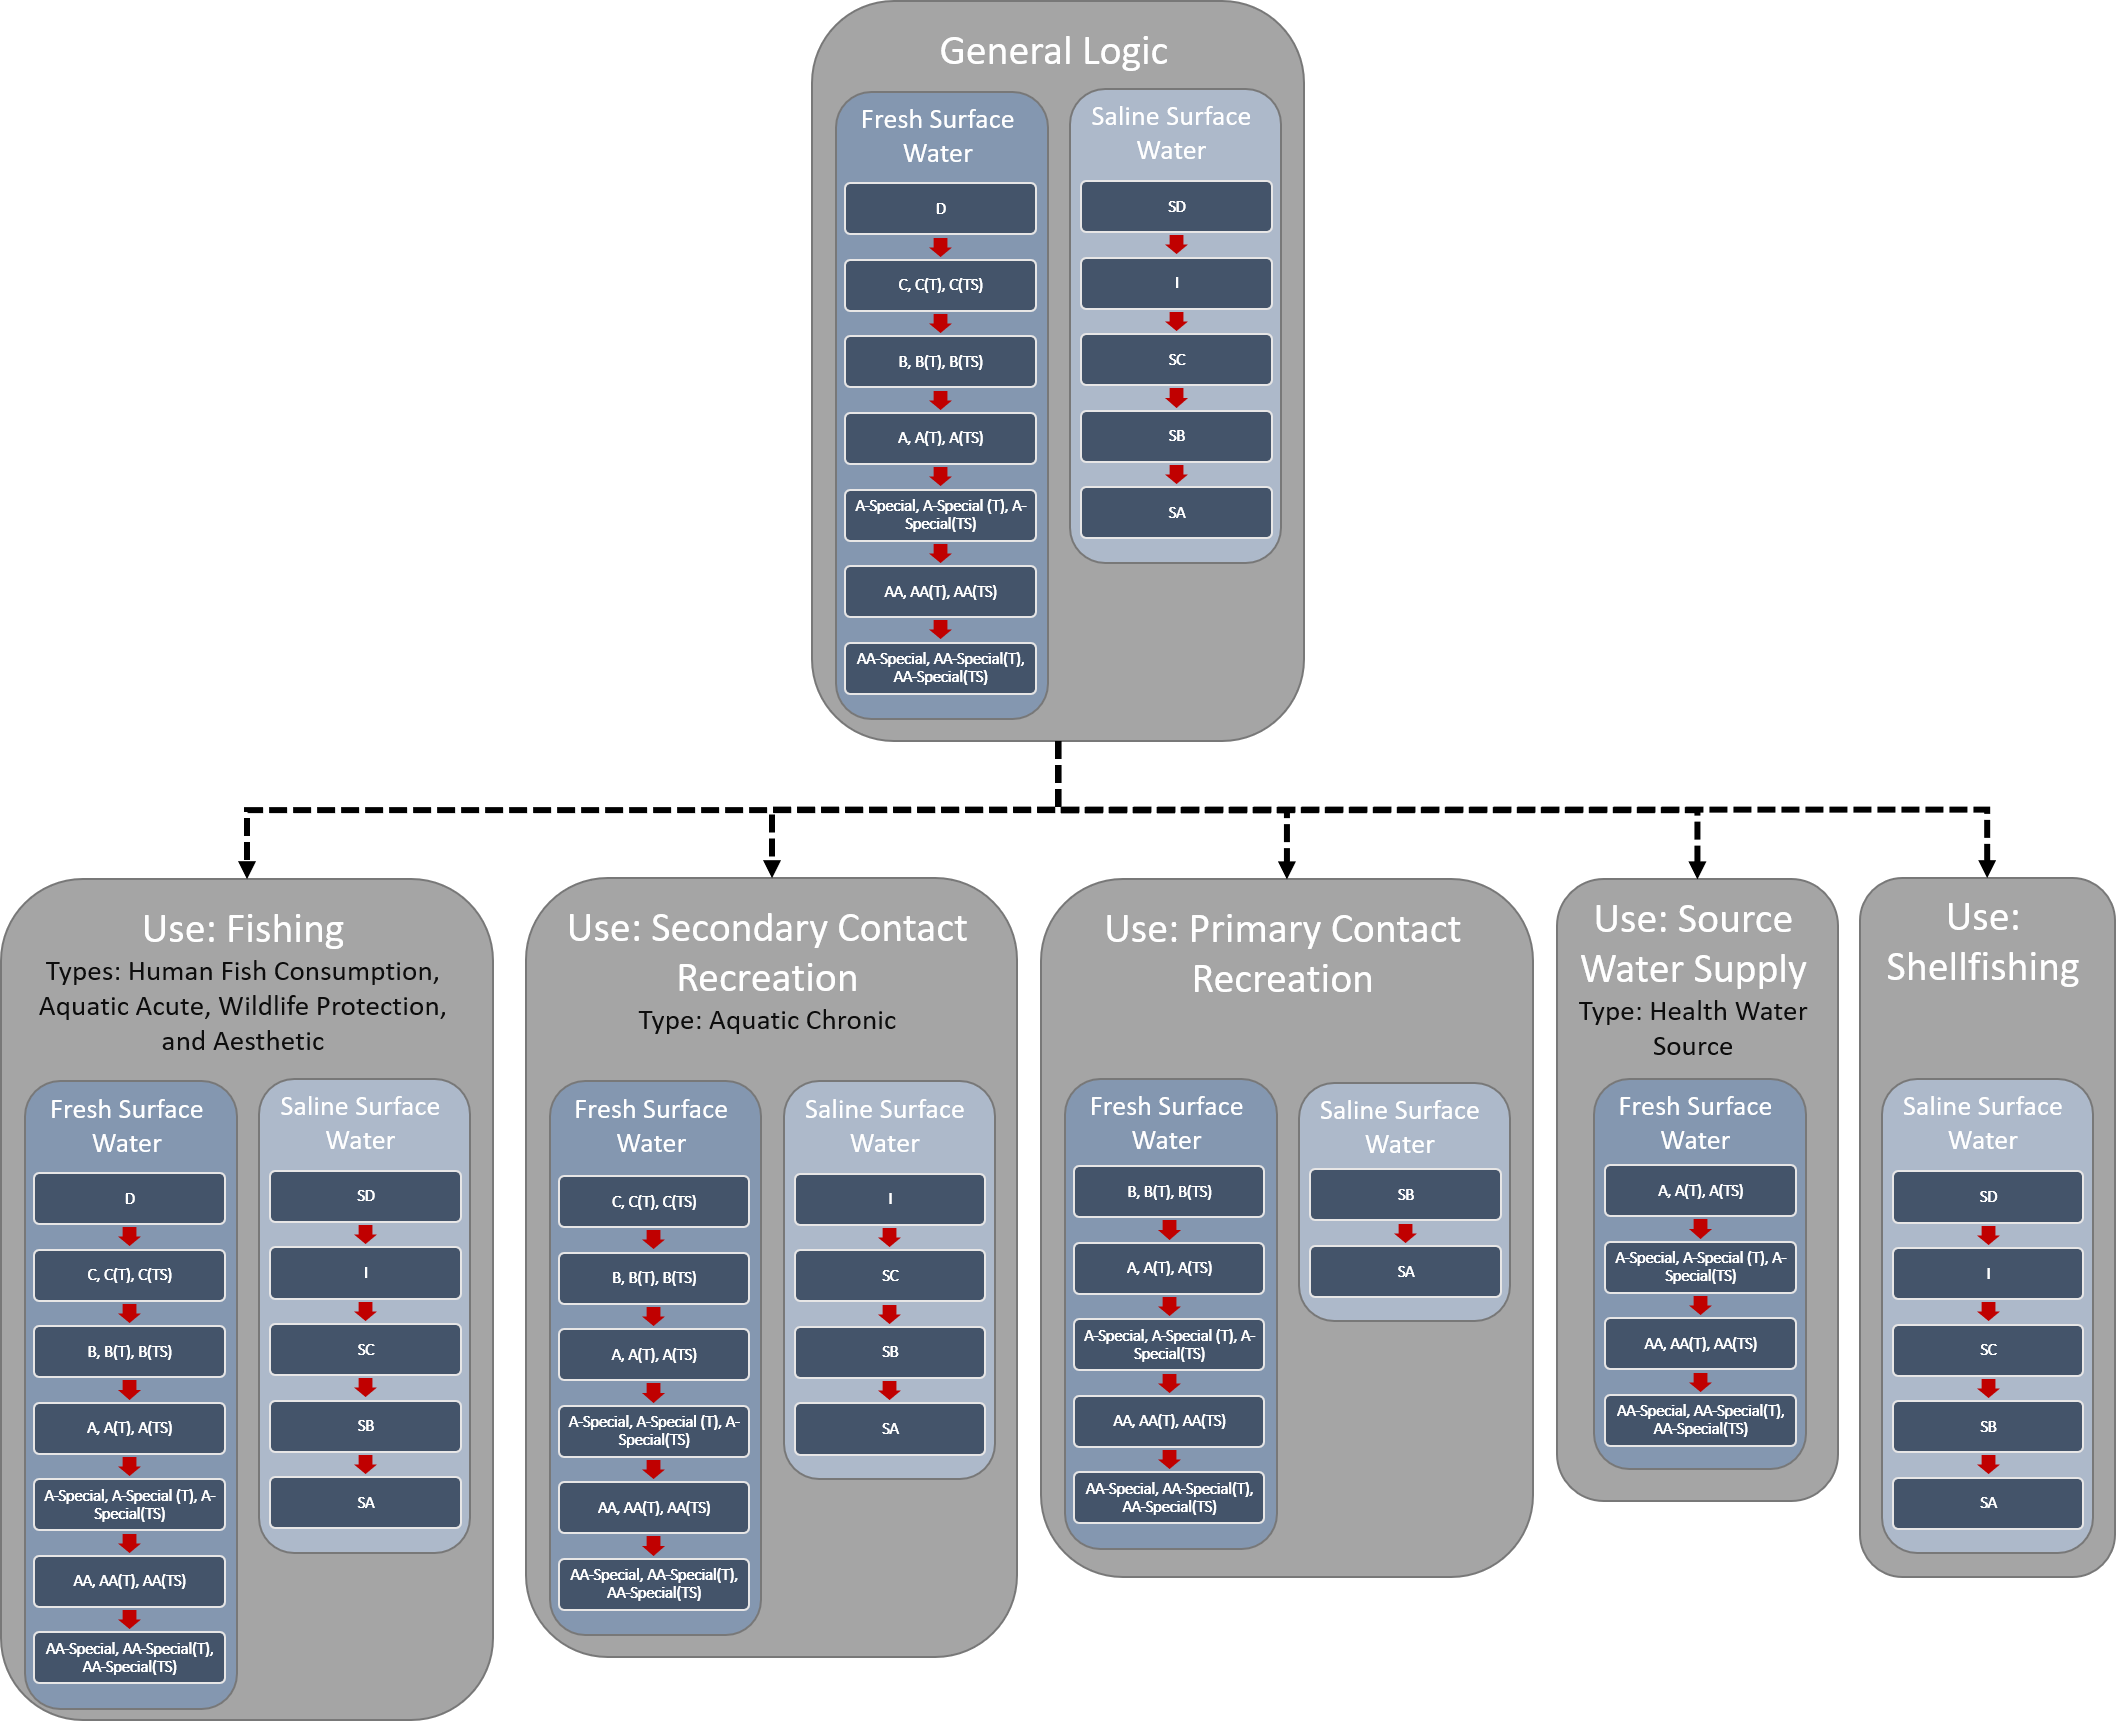 General Logic
Fresh Surface
Water
D
C, C(T), C(TS)
B, B(T), B(TS)
A, A(T), A(TS)
A-Special, A-Special (T), A-
Special(TS)
AA, AA(T), AA(TS)
AA-Special, AA-Special(T),
AA-Special(TS)
Saline Surface
Water
SD
I
SC
SB
SA
Use: Fishing
Types: Human Fish Consumption,
Aquatic Acute, Wildlife Protection,
and Aesthetic
Fresh Surface
Water
D
C, C(T), C(TS)
B, B(T), B(TS)
A, A(T), A(TS)
A-Special, A-Special (T), A-
Special(TS)
AA, AA(T), AA(TS)
AA-Special, AA-Special(T),
AA-Special(TS)
Saline Surface
Water
SD
I
SC
SB
SA
Use: Secondary Contact
Recreation
Type: Aquatic Chronic
Fresh Surface
Water
C, C(T), C(TS)
B, B(T), B(TS)
A, A(T), A(TS)
A-Special, A-Special (T), A-
Special(TS)
AA, AA(T), AA(TS)
AA-Special, AA-Special(T),
AA-Special(TS)
Saline Surface
Water
I
SC
SB
SA
Use: Primary Contact
Recreation
Fresh Surface
Water
B, B(T), B(TS)
A, A(T), A(TS)
A-Special, A-Special (T), A-
Special(TS)
AA, AA(T), AA(TS)
AA-Special, AA-Special(T),
AA-Special(TS)
Saline Surface
Water
SB
SA
Use: Source
Water Supply
Type: Health Water
Source
Fresh Surface
Water
A, A(T), A(TS)
A-Special, A-Special (T), A-
Special(TS)
AA, AA(T), AA(TS)
AA-Special, AA-Special(T),
AA-Special(TS)
Use:
Shellfishing
Saline Surface
Water
SD
I
SC
SB
SA